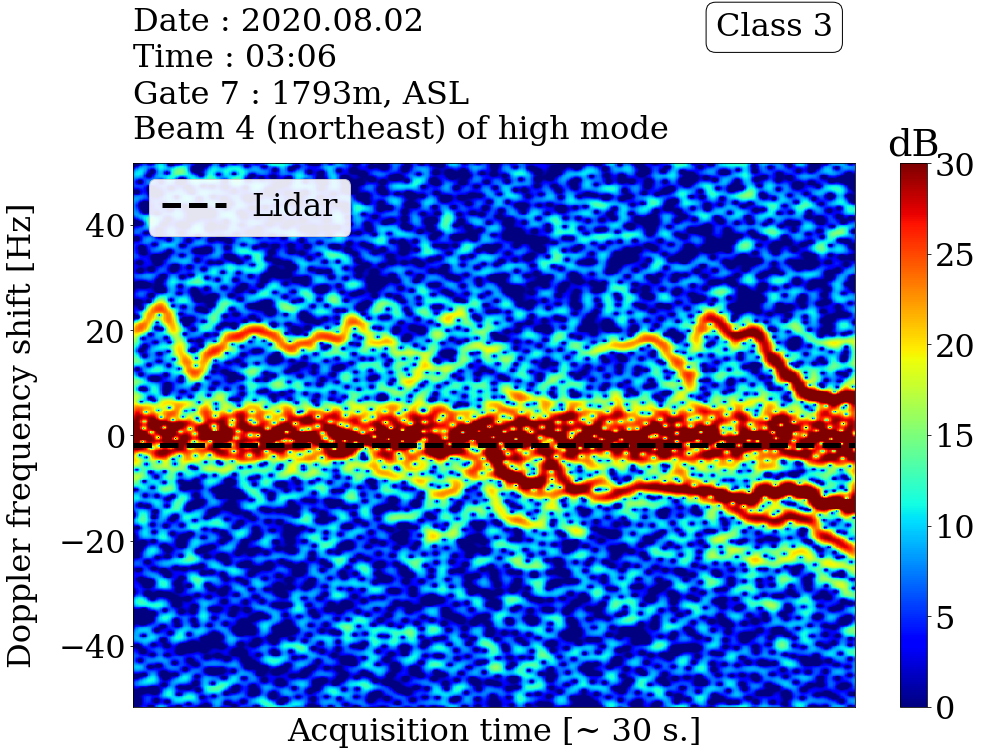 Date : 2020.08.02
Time : 03:06
Gate 7 : 1793m, ASL
Beam 4 (northeast) of high mode
Class 3
dB
Lidar
Doppler frequency shift [Hz]
40
20
0
−20
−40
30
25
20
15
10
5
0
Acquisition time [~ 30 s.]